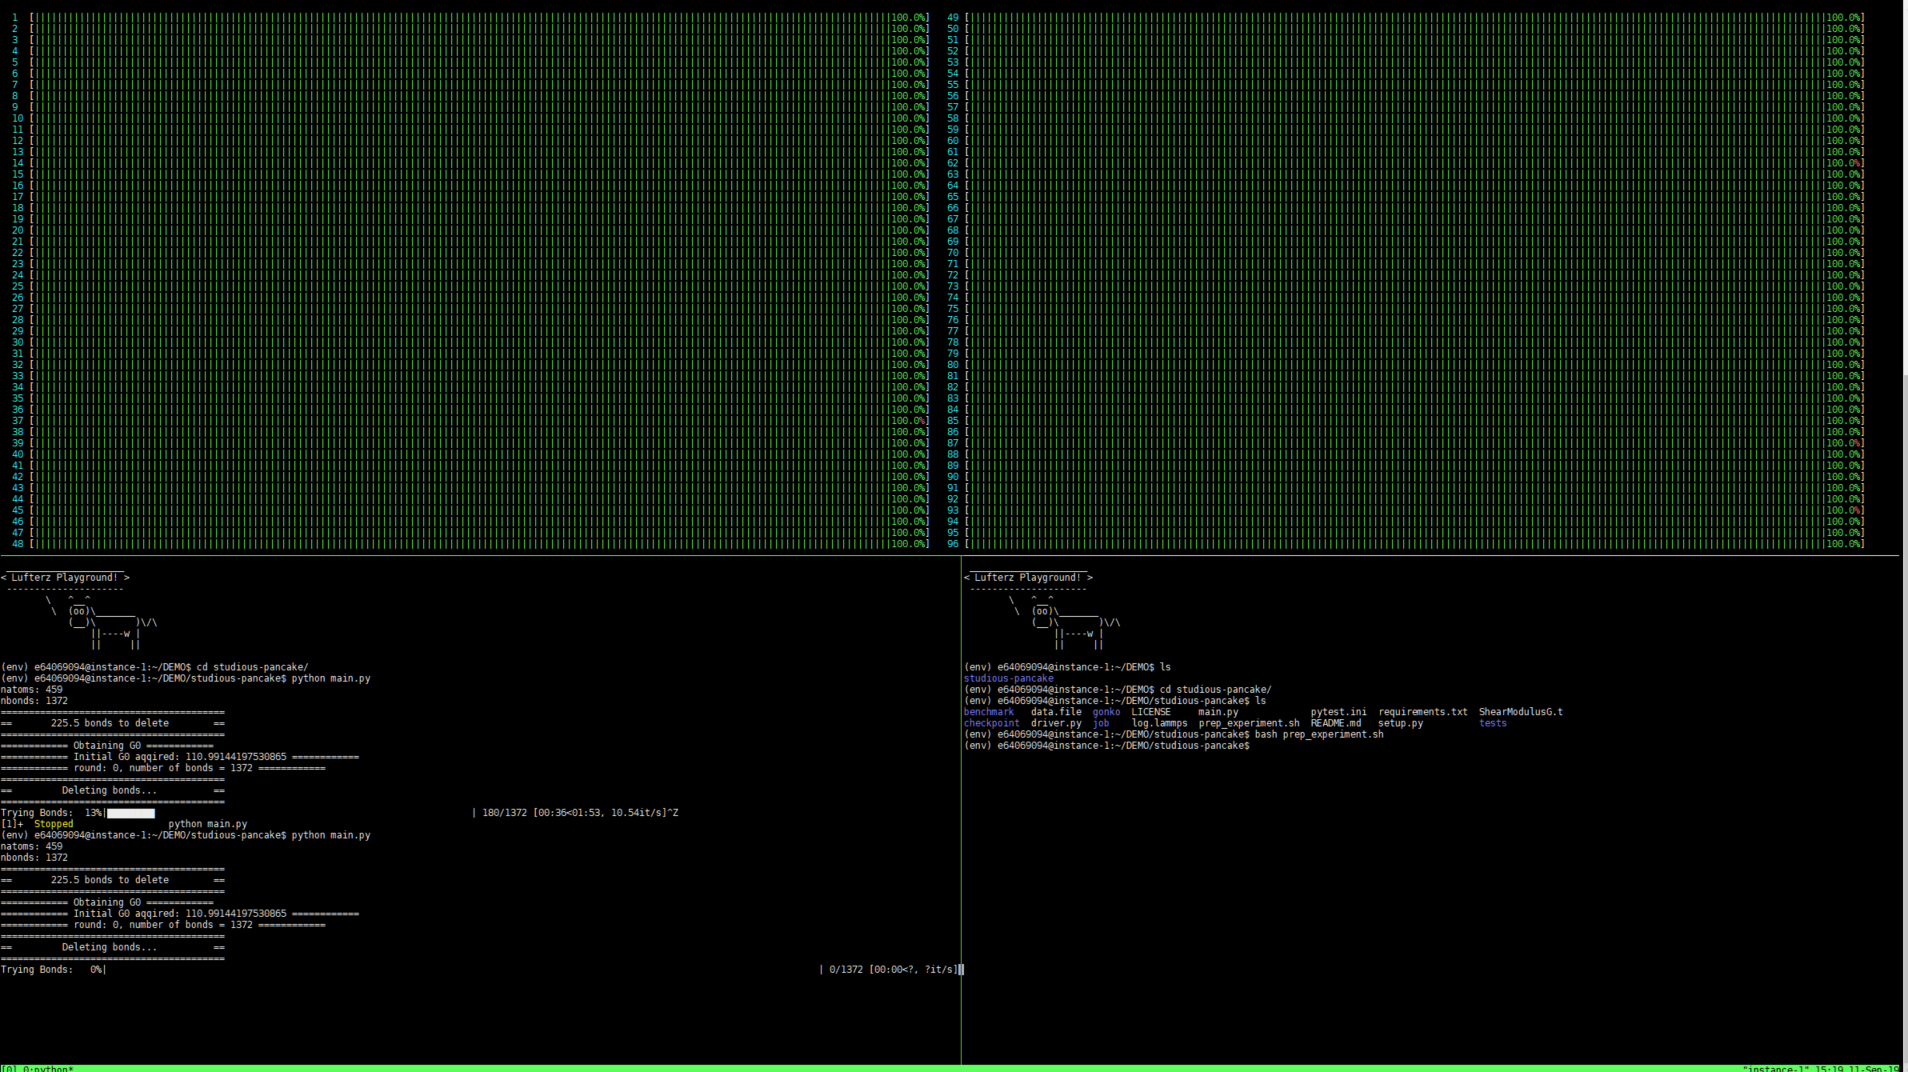 1 [||||100.0%] 49 [||||100.0%]
2 [||||100.0%] 50 [||||100.0%]
3 [||||100.0%] 51 [||||100.0%]
4 [||||100.0%] 52 [||||100.0%]
5 [||||100.0%] 53 [||||100.0%]
6 [||||100.0%] 54 [||||100.0%]
7 [||||100.0%] 55 [||||100.0%]
8 [||||100.0%] 56 [||||100.0%]
9 [||||100.0%] 57 [||||100.0%]
10 [||||100.0%] 58 [||||100.0%]
11 [||||100.0%] 59 [||||100.0%]
12 [||||100.0%] 60 [||||100.0%]
13 [||||100.0%] 61 [||||100.0%]
14 [||||100.0%] 62 [||||100.0%]
15 [||||100.0%] 63 [||||100.0%]
16 [||||100.0%] 64 [||||100.0%]
17 [||||100.0%] 65 [||||100.0%]
18 [||||100.0%] 66 [||||100.0%]
19 [||||100.0%] 67 [||||100.0%]
20 [||||100.0%] 68 [||||100.0%]
21 [||||100.0%] 69 [||||100.0%]
22 [||||100.0%] 70 [||||100.0%]
23 [||||100.0%] 71 [||||100.0%]
24 [||||100.0%] 72 [||||100.0%]
25 [||||100.0%] 73 [||||100.0%]
26 [||||100.0%] 74 [||||100.0%]
27 [||||100.0%] 75 [||||100.0%]
28 [||||100.0%] 76 [||||100.0%]
29 [||||100.0%] 77 [||||100.0%]
30 [||||100.0%] 78 [||||100.0%]
31 [||||100.0%] 79 [||||100.0%]
32 [||||100.0%] 80 [||||100.0%]
33 [||||100.0%] 81 [||||100.0%]
34 [||||100.0%] 82 [||||100.0%]
35 [||||100.0%] 83 [||||100.0%]
36 [||||100.0%] 84 [||||100.0%]
37 [||||100.0%] 85 [||||100.0%]
38 [||||100.0%] 86 [||||100.0%]
39 [||||100.0%] 87 [||||100.0%]
40 [||||100.0%] 88 [||||100.0%]
41 [||||100.0%] 89 [||||100.0%]
42 [||||100.0%] 90 [||||100.0%]
43 [||||100.0%] 91 [||||100.0%]
44 [||||100.0%] 92 [||||100.0%]
45 [||||100.0%] 93 [||||100.0%]
46 [||||100.0%] 94 [||||100.0%]
47 [||||100.0%] 95 [||||100.0%]
48 [||||100.0%] 96 [||||100.0%]
< Lufterz Playground! >
---------------------
        \   ^__^
         \  (oo)\_______
            (__)\       )\/\
                ||----w |
                ||     ||
(env) e64069094@instance-1:~/DEMO$ cd studious-pancake/
(env) e64069094@instance-1:~/DEMO/studious-pancake$ python main.py
natoms: 459
nbonds: 1372
========================================
==       225.5 bonds to delete        ==
========================================
============ Obtaining G0 ============
============ Initial G0 aqqired: 110.99144197530865 ============
============ round: 0, number of bonds = 1372 ============
========================================
==         Deleting bonds...          ==
========================================
Trying Bonds:  13%| | 180/1372 [00:36<01:53, 10.54it/s]^Z
[1]+  Stopped                 python main.py
(env) e64069094@instance-1:~/DEMO/studious-pancake$ python main.py
natoms: 459
nbonds: 1372
========================================
==       225.5 bonds to delete        ==
========================================
============ Obtaining G0 ============
============ Initial G0 aqqired: 110.99144197530865 ============
============ round: 0, number of bonds = 1372 ============
========================================
==         Deleting bonds...          ==
========================================
Trying Bonds:   0%| | 0/1372 [00:00<?, ?it/s]
< Lufterz Playground! >
---------------------
        \   ^__^
         \  (oo)\_______
            (__)\       )\/\
                ||----w |
                ||     ||
(env) e64069094@instance-1:~/DEMO$ ls
studious-pancake
(env) e64069094@instance-1:~/DEMO$ cd studious-pancake/
(env) e64069094@instance-1:~/DEMO/studious-pancake$ ls
benchmark   data.file  gonko  LICENSE     main.py             pytest.ini  requirements.txt  ShearModulusG.t
checkpoint  driver.py  job    log.lammps  prep_experiment.sh  README.md   setup.py          tests
(env) e64069094@instance-1:~/DEMO/studious-pancake$ bash prep_experiment.sh
(env) e64069094@instance-1:~/DEMO/studious-pancake$
[0] 0:python* "instance-1" 15:19 11-Sep-19